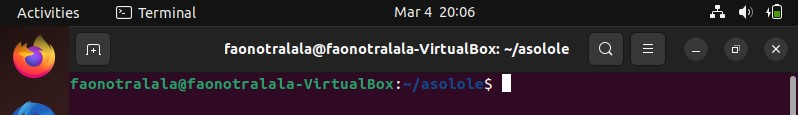 Activities Terminal Mar 4 20:06
faonotralala@faonotralala-VirtualBox: ~/asolole
faonotralala@faonotralala-VirtualBox:~/asolole$